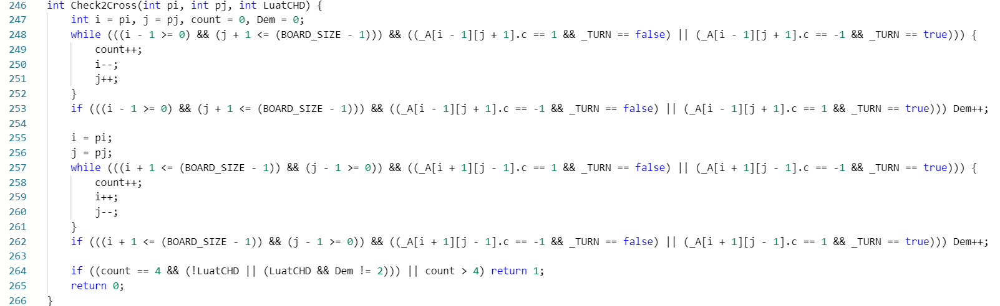 246 int Check2Cross(int pi, int pj, int LuatCHD) {
247     int i = pi, j = pj, count = 0, Dem = 0;
248     while (((i - 1 >= 0) && (j + 1 <= (BOARD_SIZE - 1))) && ((_A[i - 1][j + 1].c == 1 && _TURN == false) || (_A[i - 1][j + 1].c == -1 && _TURN == true))) {
249         count++;
250         i--;
251         j++;
252     }
253     if (((i - 1 >= 0) && (j + 1 <= (BOARD_SIZE - 1))) && ((_A[i - 1][j + 1].c == -1 && _TURN == false) || (_A[i - 1][j + 1].c == 1 && _TURN == true))) Dem++;
254
255     i = pi;
256     j = pj;
257     while (((i + 1 <= (BOARD_SIZE - 1)) && (j - 1 >= 0)) && ((_A[i + 1][j - 1].c == 1 && _TURN == false) || (_A[i + 1][j - 1].c == -1 && _TURN == true))) {
258         count++;
259         i++;
260         j--;
261     }
262     if (((i + 1 <= (BOARD_SIZE - 1)) && (j - 1 >= 0)) && ((_A[i + 1][j - 1].c == -1 && _TURN == false) || (_A[i + 1][j - 1].c == 1 && _TURN == true))) Dem++;
263
264     if ((count == 4 && (!LuatCHD || (LuatCHD && Dem != 2))) || count > 4) return 1;
265     return 0;
266 }